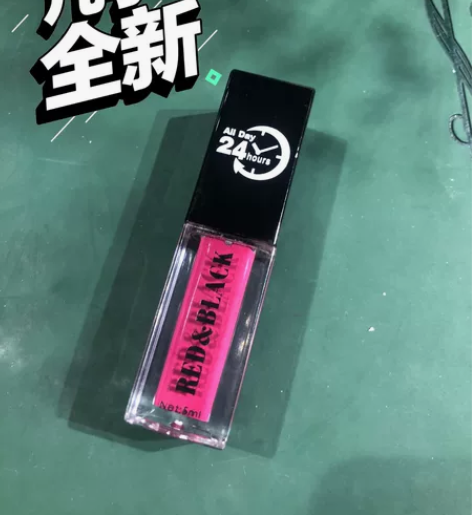 全新
All Day
24 hours
RED&BLACK
Net:5ml